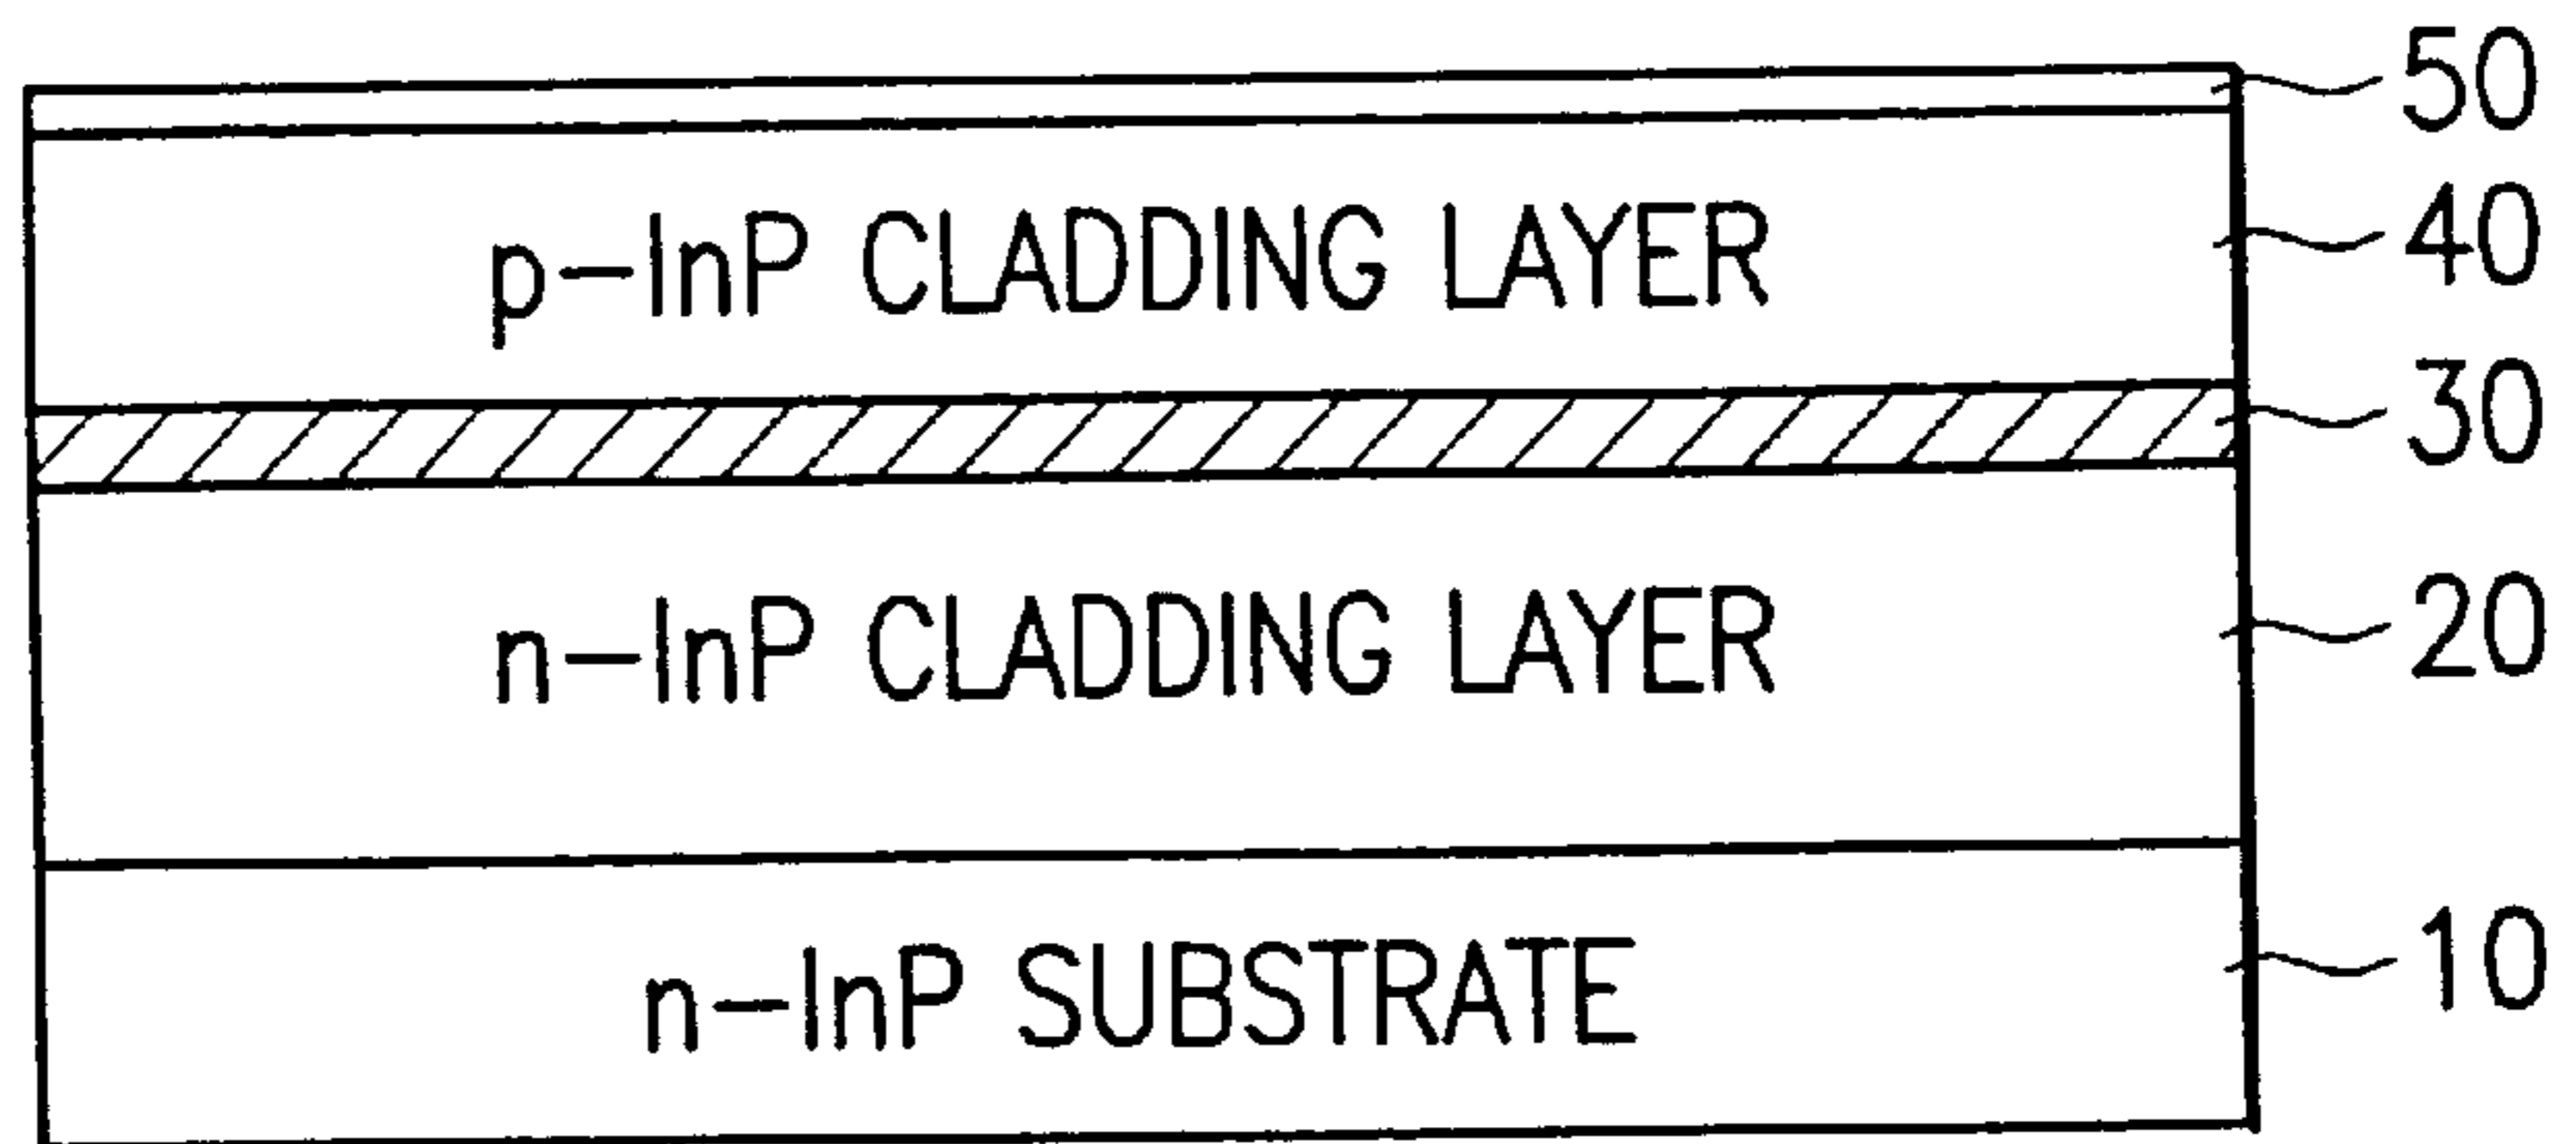 50
p-InP CLADDING LAYER
40
30
n-InP CLADDING LAYER
20
n-InP SUBSTRATE
10